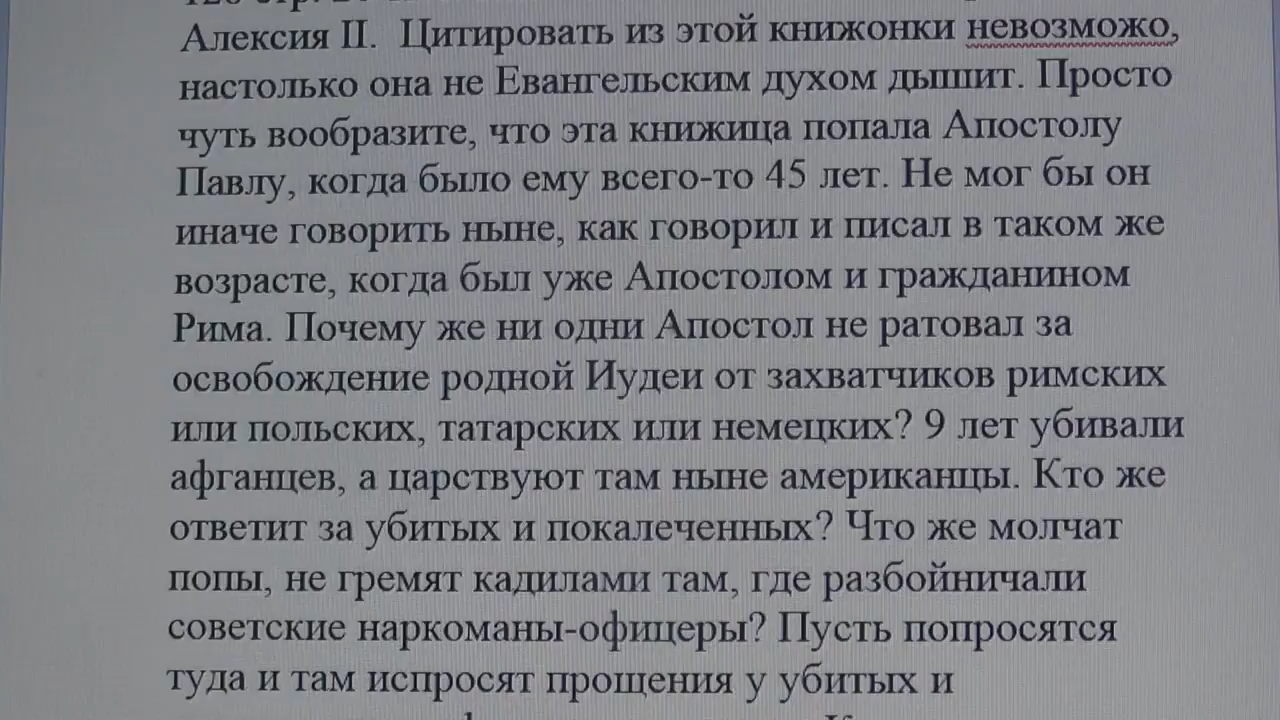 Алексия II. Цитировать из этой книжонки невозможо,
настолько она не Евангельским духом дышит. Просто
чуть вообразите, что эта книжица попала Апостолу
Павлу, когда было ему всего-то 45 лет. Не мог бы он
иначе говорить ныне, как говорил и писал в таком же
возрасте, когда был уже Апостолом и гражданином
Рима. Почему же ни одни Апостол не ратовал за
освобождение родной Иудеи от захватчиков римских
или польских, татарских или немецких? 9 лет убивали
афганцев, а царствуют там ныне американцы. Кто же
ответит за убитых и покалеченных? Что же молчат
попы, не гремят кадилами там, где разбойничали
советские наркоманы-офицеры? Пусть попросятся
туда и там испросят прощения у убитых и